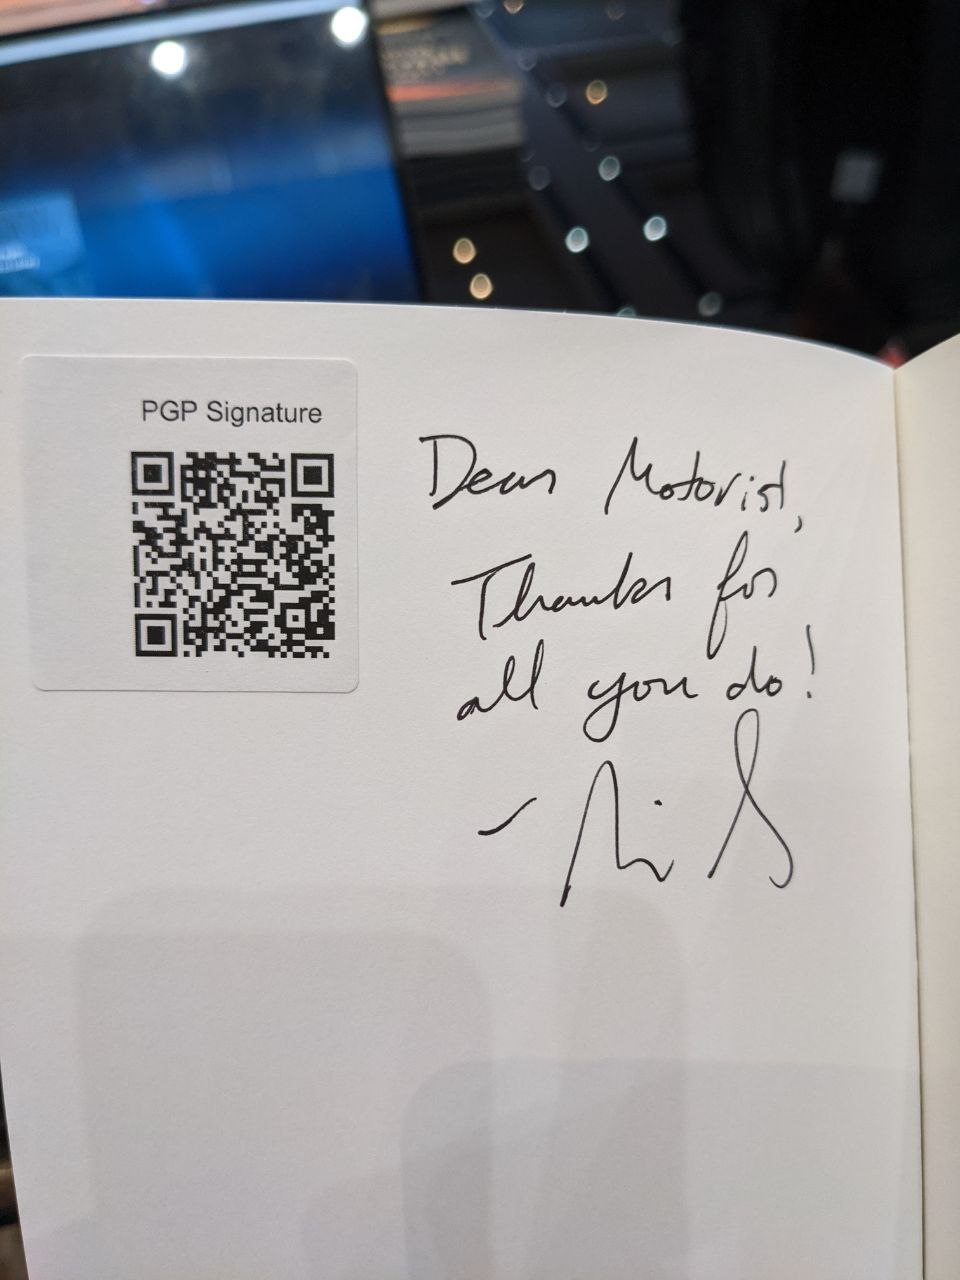 PGP Signature
Dear Motorist,
Thanks for
all you do!